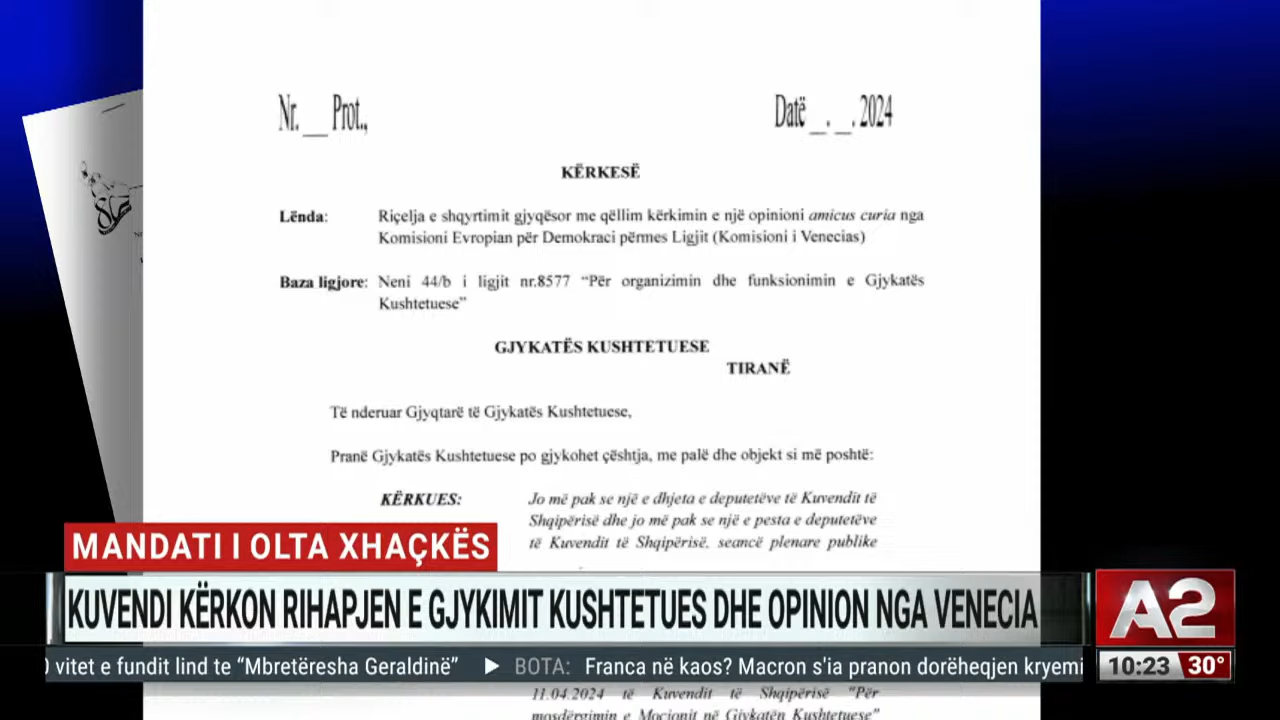 Nr. __ Prot.,
Datë __. __. 2024
KËRKESË
Lënda: Riçelja e shqyrtimit gjyqësor me qëllim kërkimin e një opinioni amicus curia nga
Komisioni Evropian për Demokraci përmes Ligjit (Komisioni i Venecias)
Baza ligjore: Neni 44/b i ligjit nr.8577 “Për organizimin dhe funksionimin e Gjykatës
Kushtetuese”
GJYKATËS KUSHTETUESE
TIRANË
Të nderuar Gjyqtarë të Gjykatës Kushtetuese,
Pranë Gjykatës Kushtetuese po gjykohet çështja, me palë dhe objekt si më poshtë:
KËRKUES: Jo më pak se një e dhjeta e deputetëve të Kuvendit të
Shqipërisë dhe jo më pak se një e pesta e deputetëve
të Kuvendit të Shqipërisë, seancë plenare publike
MANDATI I OLTA XHAÇKËS
KUVENDI KËRKON RIHAPJEN E GJYKIMIT KUSHTETUES DHE OPINION NGA VENECIA
A2
vitet e fundit lind te “Mbretëresha Geraldinë” ▶ BOTA: Franca në kaos? Macron s'ia pranon dorëheqjen kryemi
10:23 30°
11.04.2024 të Kuvendit të Shqipërisë "Për
mosdërgimin e Mocionit në Gjykatën Kushtetuese"